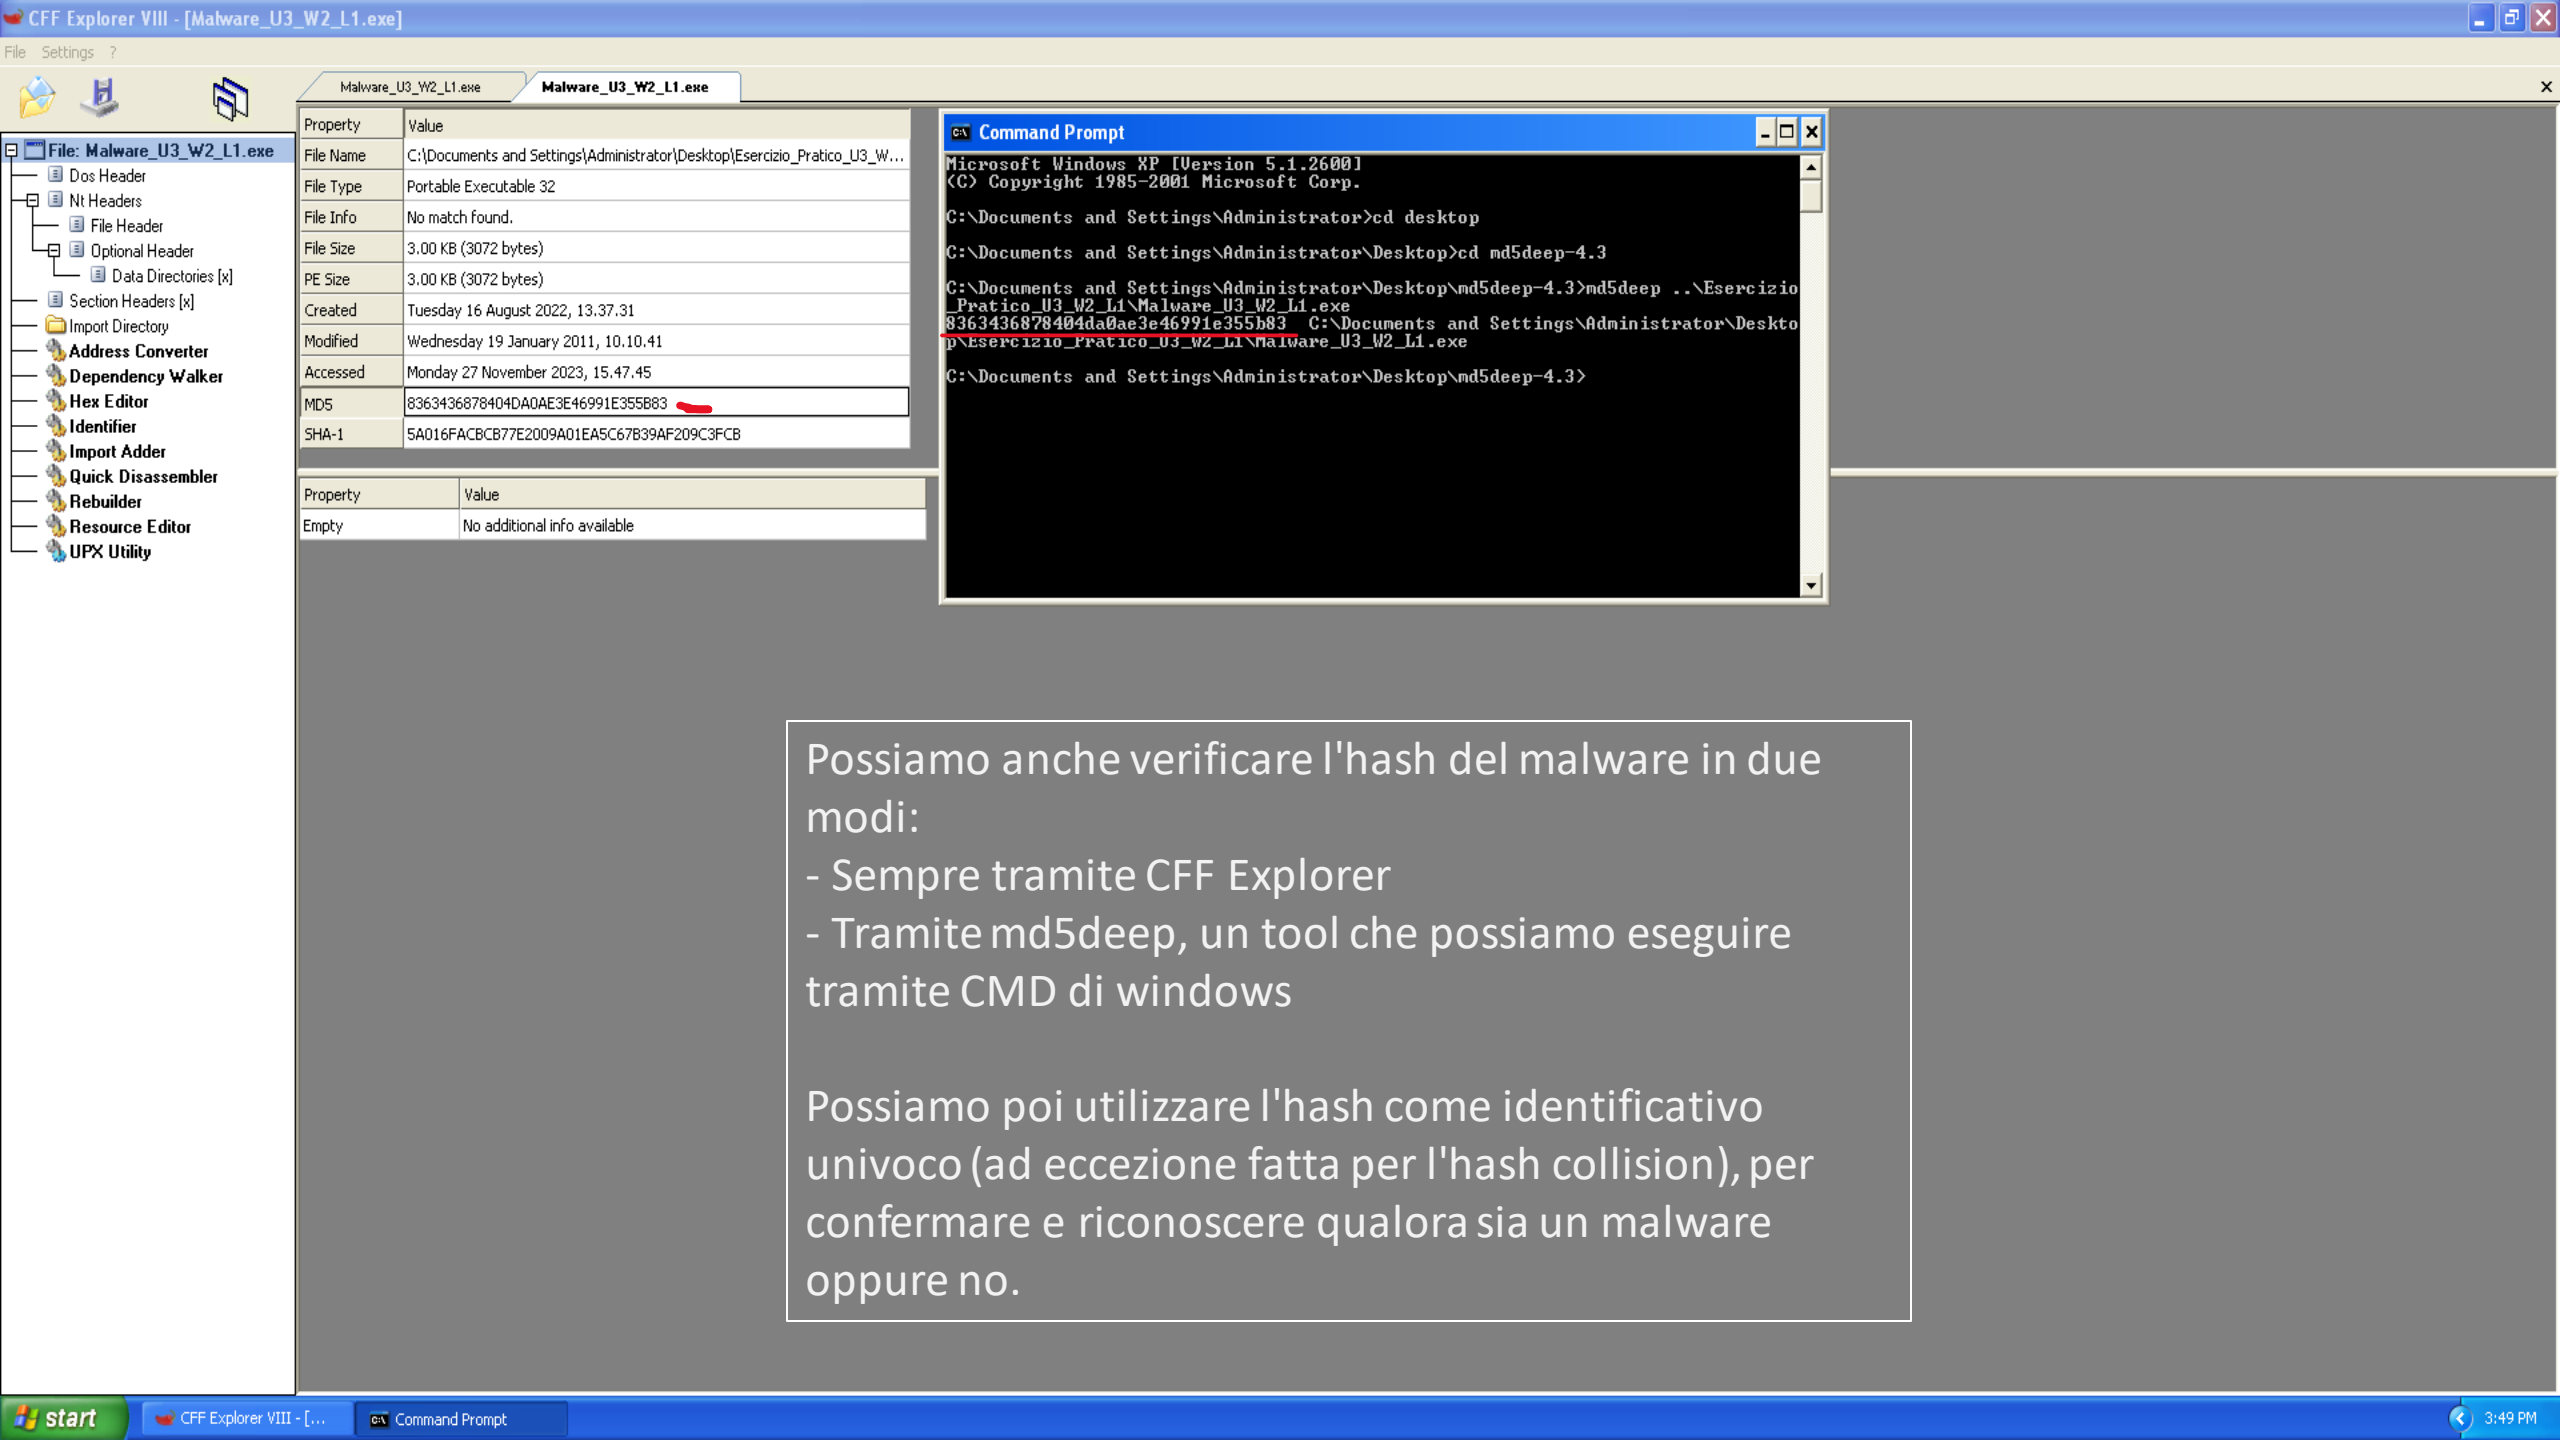 CFF Explorer VIII - [Malware_U3_W2_L1.exe]
File Settings ?
Malware_U3_W2_L1.exe
Malware_U3_W2_L1.exe
File: Malware_U3_W2_L1.exe
Dos Header
Nt Headers
File Header
Optional Header
Data Directories [x]
Section Headers [x]
Import Directory
Address Converter
Dependency Walker
Hex Editor
Identifier
Import Adder
Quick Disassembler
Rebuilder
Resource Editor
UPX Utility
Property Value
File Name C:\Documents and Settings\Administrator\Desktop\Esercizio_Pratico_U3_W...
File Type Portable Executable 32
File Info No match found.
File Size 3.00 KB (3072 bytes)
PE Size 3.00 KB (3072 bytes)
Created Tuesday 16 August 2022, 13.37.31
Modified Wednesday 19 January 2011, 10.10.41
Accessed Monday 27 November 2023, 15.47.45
MD5 8363436878404DA0AE3E46991E355B83
SHA-1 5A016FACBCB77E2009A01EA5C67B39AF209C3FCB
Property Value
Empty No additional info available
Command Prompt
Microsoft Windows XP [Version 5.1.2600]
(C) Copyright 1985-2001 Microsoft Corp.
C:\Documents and Settings\Administrator>cd desktop
C:\Documents and Settings\Administrator\Desktop>cd md5deep-4.3
C:\Documents and Settings\Administrator\Desktop\md5deep-4.3>md5deep ..\Esercizio
_Pratico_U3_W2_L1\Malware_U3_W2_L1.exe
8363436878404da0ae3e46991e355b83 C:\Documents and Settings\Administrator\Deskto
p\Esercizio_Pratico_U3_W2_L1\Malware_U3_W2_L1.exe
C:\Documents and Settings\Administrator\Desktop\md5deep-4.3>
Possiamo anche verificare l'hash del malware in due
modi:
- Sempre tramite CFF Explorer
- Tramite md5deep, un tool che possiamo eseguire
tramite CMD di windows
Possiamo poi utilizzare l'hash come identificativo
univoco (ad eccezione fatta per l'hash collision), per
confermare e riconoscere qualora sia un malware
oppure no.
start
CFF Explorer VIII - [...
Command Prompt
3:49 PM